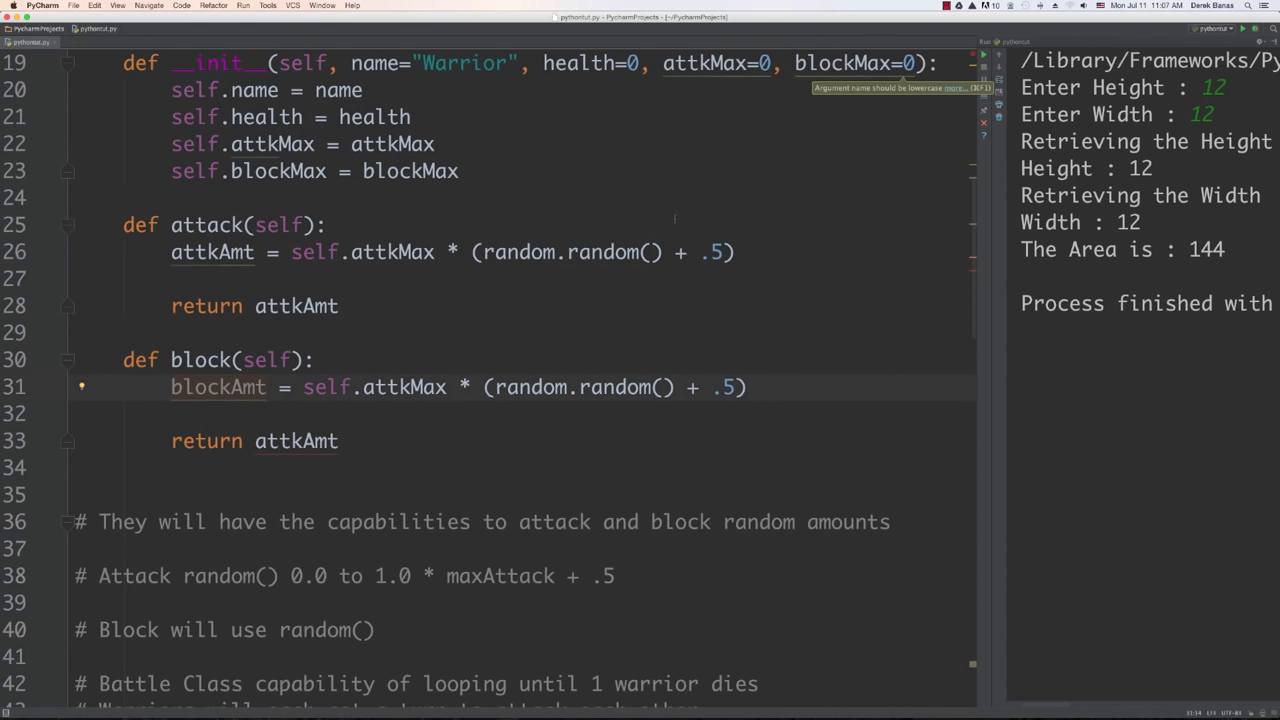 PyCharm File Edit View Navigate Code Refactor Run Tools VCS Window Help
10 Mon Jul 11 11:07 AM Derek Banas
pythontut.py - PycharmProjects - [~/PycharmProjects]
PycharmProjects pythontut.py pythontut
pythontut.py
Run pythontut
19 def __init__(self, name="Warrior", health=0, attkMax=0, blockMax=0):
Argument name should be lowercase more... (⌘F1)
20 self.name = name
21 self.health = health
22 self.attkMax = attkMax
23 self.blockMax = blockMax
24
25 def attack(self):
26 attkAmt = self.attkMax * (random.random() + .5)
27
28 return attkAmt
29
30 def block(self):
31 blockAmt = self.attkMax * (random.random() + .5)
32
33 return attkAmt
34
35
36 # They will have the capabilities to attack and block random amounts
37
38 # Attack random() 0.0 to 1.0 * maxAttack + .5
39
40 # Block will use random()
41
42 # Battle Class capability of looping until 1 warrior dies
/Library/Frameworks/Py
Enter Height : 12
Enter Width : 12
Retrieving the Height
Height : 12
Retrieving the Width
Width : 12
The Area is : 144
Process finished with
31:14 LF‡ UTF-8‡